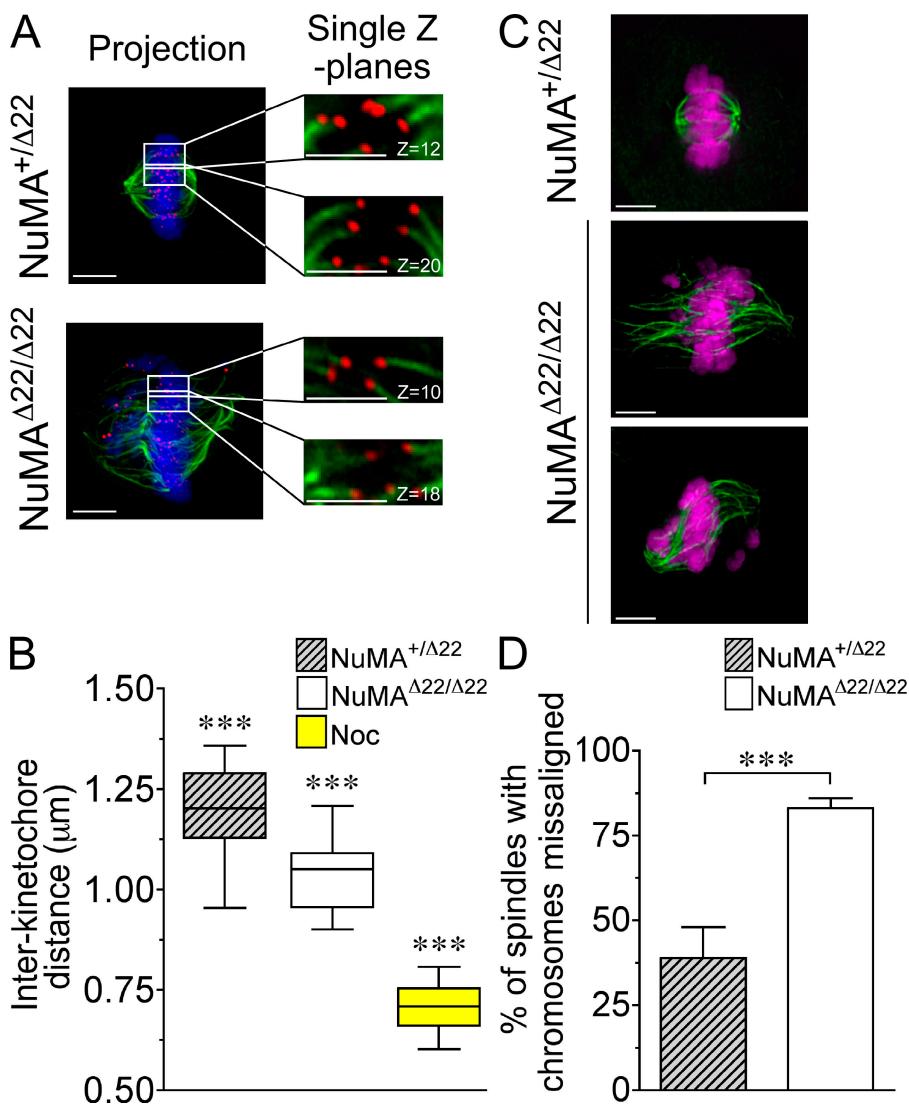 A
Projection
Single Z
-planes
NuMA+/Δ22
Z=12
Z=20
NuMAΔ22/Δ22
Z=10
Z=18
C
NuMA+/Δ22
NuMAΔ22/Δ22
B
NuMA+/Δ22
NuMAΔ22/Δ22
Noc
Inter-kinetochore
distance (μm)
1.50
1.25
1.00
0.75
0.50
***
***
***
D
NuMA+/Δ22
NuMAΔ22/Δ22
% of spindles with
chromosomes missaligned
100
75
50
25
0
***